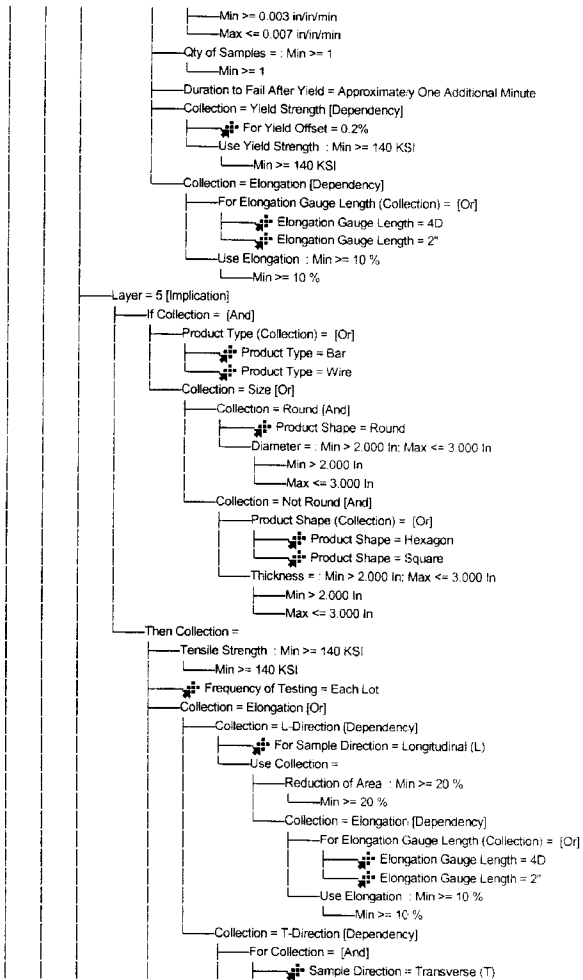 Min >= 0.003 in/in/min
Max <= 0.007 in/in/min
Qty of Samples = : Min >= 1
Min >= 1
Duration to Fail After Yield = Approximately One Additional Minute
Collection = Yield Strength [Dependency]
For Yield Offset = 0.2%
Use Yield Strength : Min >= 140 KSI
Min >= 140 KSI
Collection = Elongation [Dependency]
For Elongation Gauge Length (Collection) = [Or]
Elongation Gauge Length = 4D
Elongation Gauge Length = 2"
Use Elongation : Min >= 10 %
Min >= 10 %
Layer = 5 [Implication]
If Collection = [And]
Product Type (Collection) = [Or]
Product Type = Bar
Product Type = Wire
Collection = Size [Or]
Collection = Round [And]
Product Shape = Round
Diameter = : Min > 2.000 In; Max <= 3.000 In
Min > 2.000 In
Max <= 3.000 In
Collection = Not Round [And]
Product Shape (Collection) = [Or]
Product Shape = Hexagon
Product Shape = Square
Thickness = : Min > 2.000 In; Max <= 3.000 In
Min > 2.000 In
Max <= 3.000 In
Then Collection =
Tensile Strength : Min >= 140 KSI
Min >= 140 KSI
Frequency of Testing = Each Lot
Collection = Elongation [Or]
Collection = L-Direction [Dependency]
For Sample Direction = Longitudinal (L)
Use Collection =
Reduction of Area : Min >= 20 %
Min >= 20 %
Collection = Elongation [Dependency]
For Elongation Gauge Length (Collection) = [Or]
Elongation Gauge Length = 4D
Elongation Gauge Length = 2"
Use Elongation : Min >= 10 %
Min >= 10 %
Collection = T-Direction [Dependency]
For Collection = [And]
Sample Direction = Transverse (T)